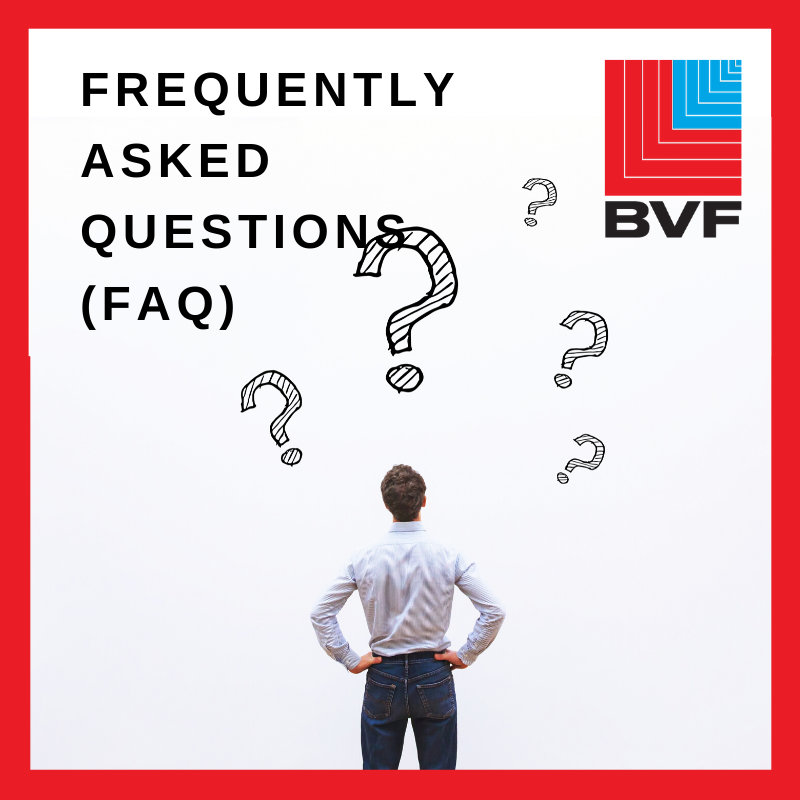 FREQUENTLY
ASKED
QUESTIONS
(FAQ)
BVF